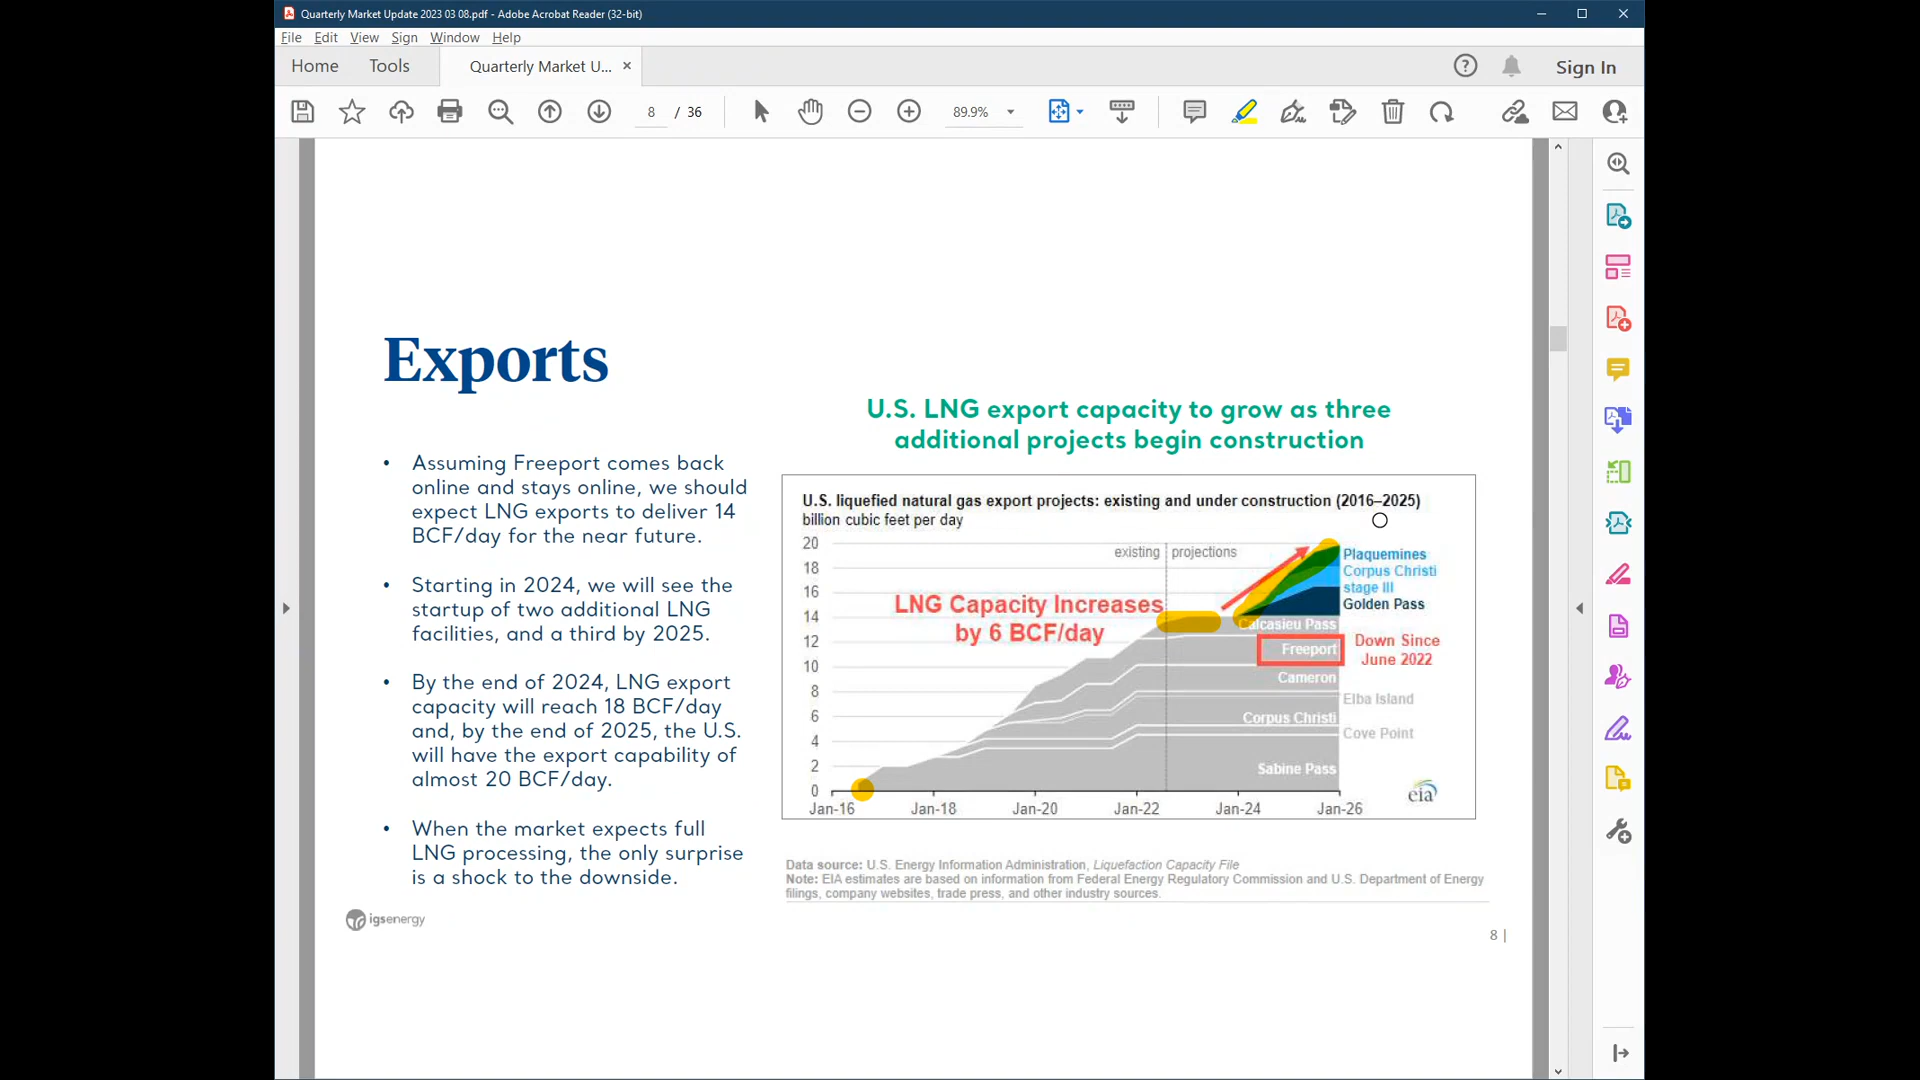 Quarterly Market Update 2023 03 08.pdf - Adobe Acrobat Reader (32-bit)
File Edit View Sign Window Help
Home Tools Quarterly Market U... × Sign In
8 / 36 89.9%
Exports
U.S. LNG export capacity to grow as three
additional projects begin construction
• Assuming Freeport comes back
online and stays online, we should
expect LNG exports to deliver 14
BCF/day for the near future.
• Starting in 2024, we will see the
startup of two additional LNG
facilities, and a third by 2025.
• By the end of 2024, LNG export
capacity will reach 18 BCF/day
and, by the end of 2025, the U.S.
will have the export capability of
almost 20 BCF/day.
• When the market expects full
LNG processing, the only surprise
is a shock to the downside.
U.S. liquefied natural gas export projects: existing and under construction (2016–2025)
billion cubic feet per day
20
18
16
14
12
10
8
6
4
2
0
existing projections
LNG Capacity Increases
by 6 BCF/day
Plaquemines
Corpus Christi
stage III
Golden Pass
Calcasieu Pass
Freeport
Down Since
June 2022
Cameron
Elba Island
Corpus Christi
Cove Point
Sabine Pass
eia
Jan-16 Jan-18 Jan-20 Jan-22 Jan-24 Jan-26
Data source: U.S. Energy Information Administration, Liquefaction Capacity File
Note: EIA estimates are based on information from Federal Energy Regulatory Commission and U.S. Department of Energy
filings, company websites, trade press, and other industry sources.
igsenergy
8 |